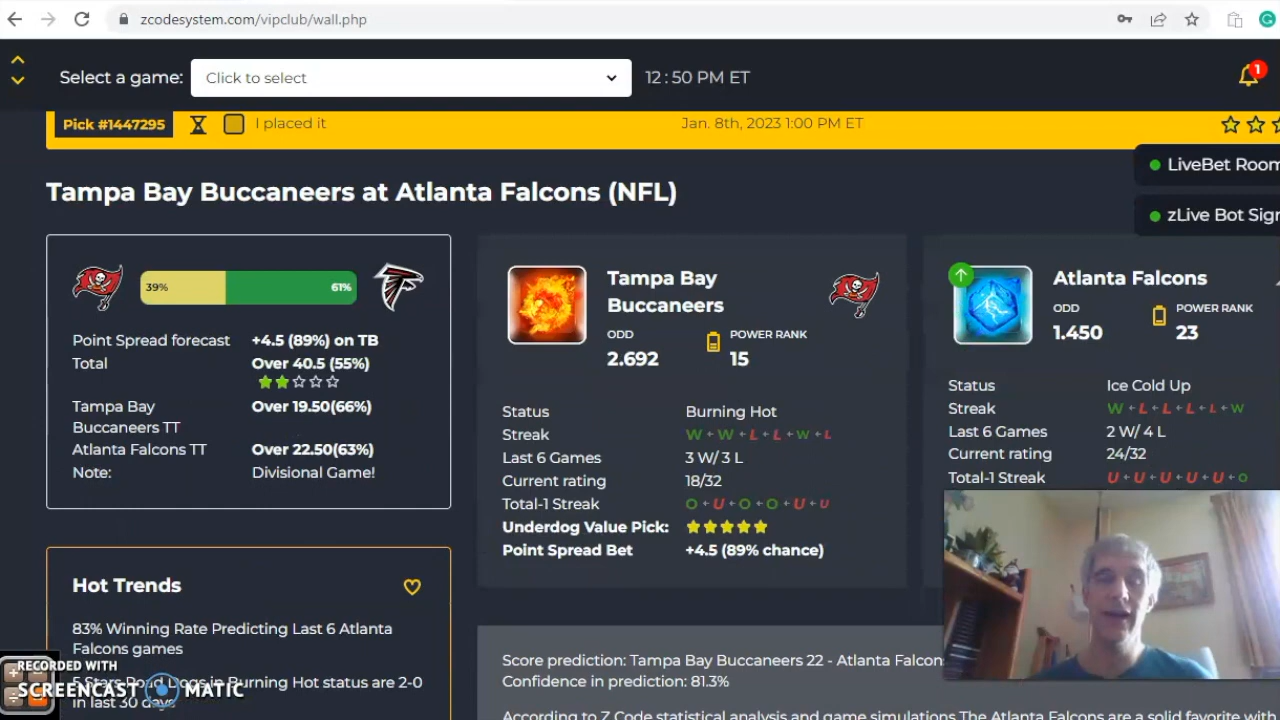 zcodesystem.com/vipclub/wall.php
Select a game:
Click to select
12 : 50 PM ET
1
Pick #1447295
I placed it
Jan. 8th, 2023 1:00 PM ET
LiveBet Room
zLive Bot Sigr
Tampa Bay Buccaneers at Atlanta Falcons (NFL)
39%
61%
Point Spread forecast +4.5 (89%) on TB
Total Over 40.5 (55%)
Tampa Bay Over 19.50(66%)
Buccaneers TT
Atlanta Falcons TT Over 22.50(63%)
Note: Divisional Game!
Tampa Bay
Buccaneers
ODD POWER RANK
2.692 15
Status Burning Hot
Streak W W L L W L
Last 6 Games 3 W/ 3 L
Current rating 18/32
Total-1 Streak O U O O U U
Underdog Value Pick:
Point Spread Bet +4.5 (89% chance)
Atlanta Falcons
ODD POWER RANK
1.450 23
Status Ice Cold Up
Streak W L L L L W
Last 6 Games 2 W/ 4 L
Current rating 24/32
Total-1 Streak U U U U U O
Hot Trends
83% Winning Rate Predicting Last 6 Atlanta
Falcons games
5 Stars Road Dogs in Burning Hot status are 2-0
in last 30 days
RECORDED WITH
SCREENCAST MATIC
Score prediction: Tampa Bay Buccaneers 22 - Atlanta Falcon
Confidence in prediction: 81.3%
According to Z Code statistical analysis and game simulations The Atlanta Falcons are a solid favorite with